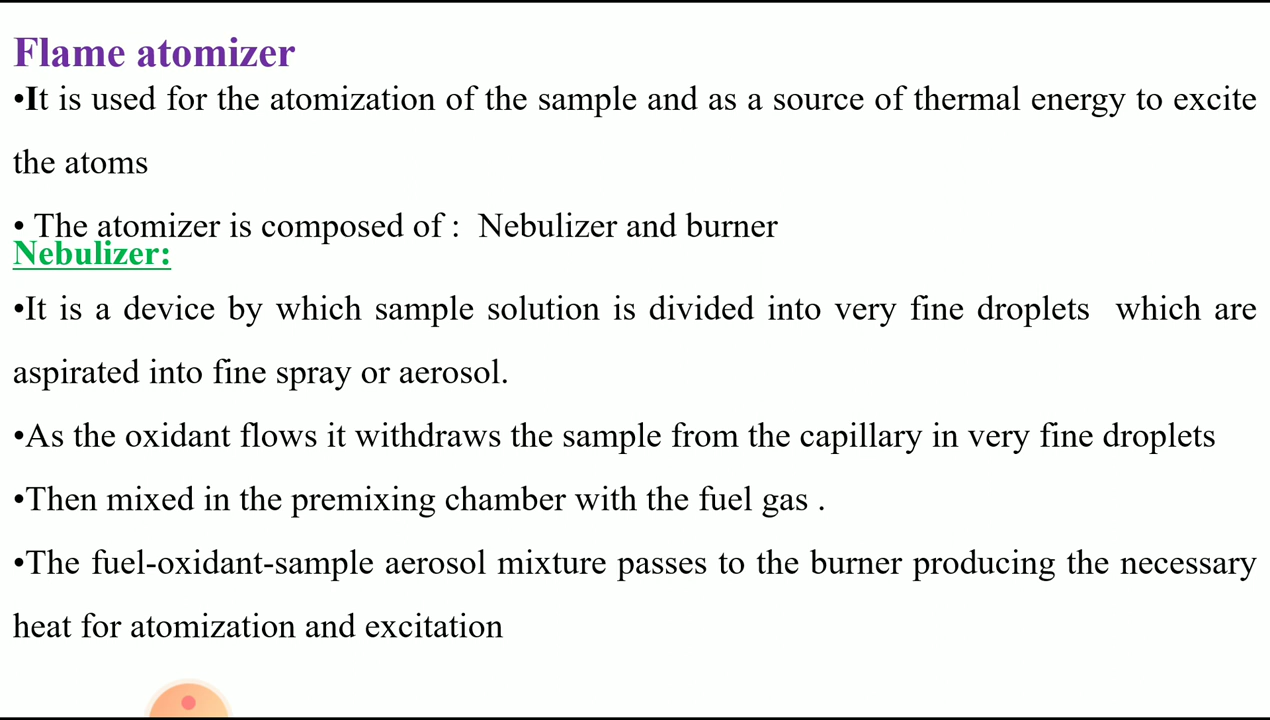 Flame atomizer
•It is used for the atomization of the sample and as a source of thermal energy to excite
the atoms
• The atomizer is composed of :  Nebulizer and burner
Nebulizer:
•It is a device by which sample solution is divided into very fine droplets  which are
aspirated into fine spray or aerosol.
•As the oxidant flows it withdraws the sample from the capillary in very fine droplets
•Then mixed in the premixing chamber with the fuel gas .
•The fuel-oxidant-sample aerosol mixture passes to the burner producing the necessary
heat for atomization and excitation